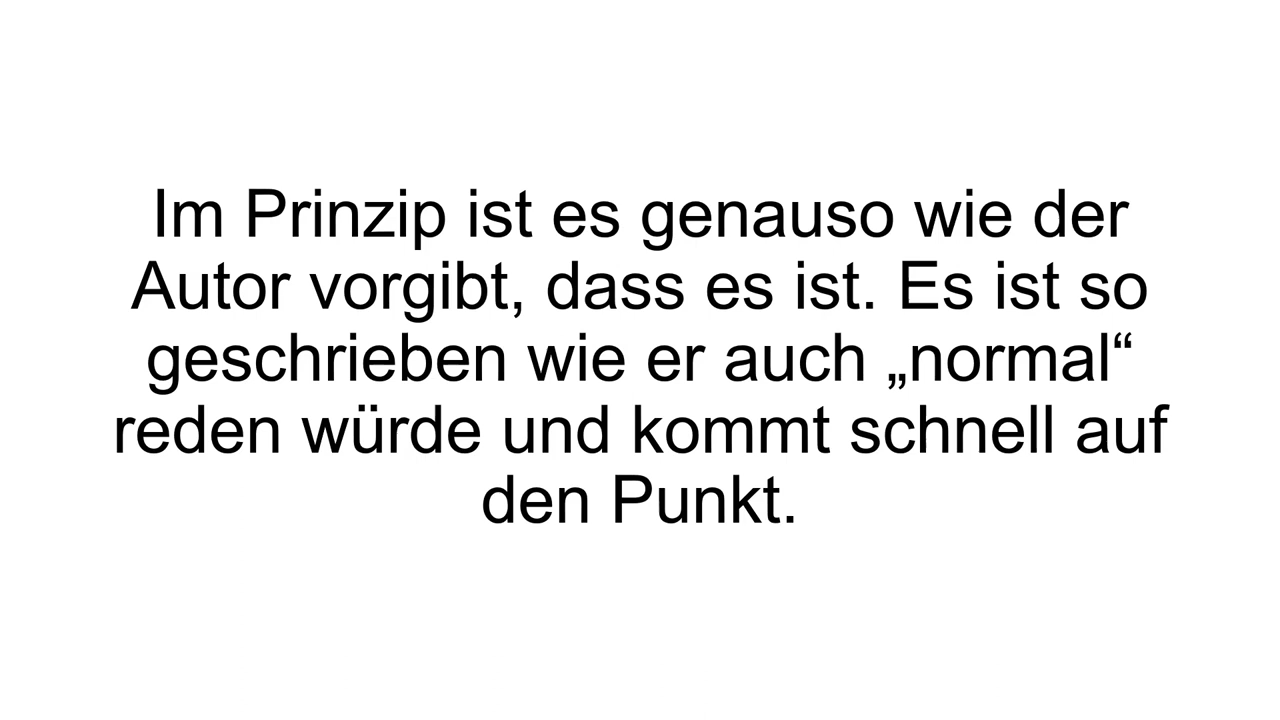 Im Prinzip ist es genauso wie der
Autor vorgibt, dass es ist. Es ist so
geschrieben wie er auch „normal“
reden würde und kommt schnell auf
den Punkt.